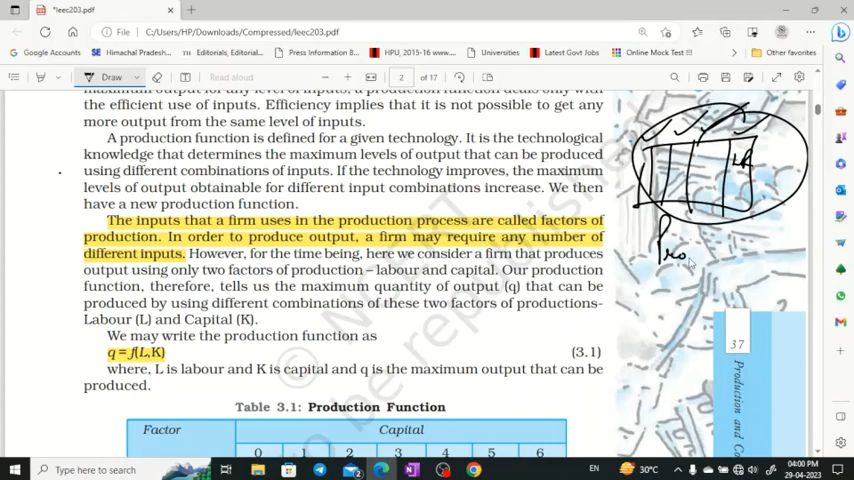 *leec203.pdf
File
C:/Users/HP/Downloads/Compressed/leec203.pdf
Google Accounts
Himachal Pradesh,...
Editorials, Editorial...
Press Information B...
HPU, 2015-16 www....
Universities
Latest Govt Jobs
Online Mock Test
Other favorites
Draw
Read aloud
2
of 17
maximum output for any level of inputs, a production function deals only with
the efficient use of inputs. Efficiency implies that it is not possible to get any
more output from the same level of inputs.
A production function is defined for a given technology. It is the technological
knowledge that determines the maximum levels of output that can be produced
using different combinations of inputs. If the technology improves, the maximum
levels of output obtainable for different input combinations increase. We then
have a new production function.
The inputs that a firm uses in the production process are called factors of
production. In order to produce output, a firm may require any number of
different inputs. However, for the time being, here we consider a firm that produces
output using only two factors of production – labour and capital. Our production
function, therefore, tells us the maximum quantity of output (q) that can be
produced by using different combinations of these two factors of productions-
Labour (L) and Capital (K).
We may write the production function as
q = f(L,K)
(3.1)
where, L is labour and K is capital and q is the maximum output that can be
produced.
Table 3.1: Production Function
Factor
Capital
0 1 2 3 4 5 6
Pro
37
Production and Co
© NCERT
to be republished
Type here to search
30°C
EN
04:00 PM
29-04-2023